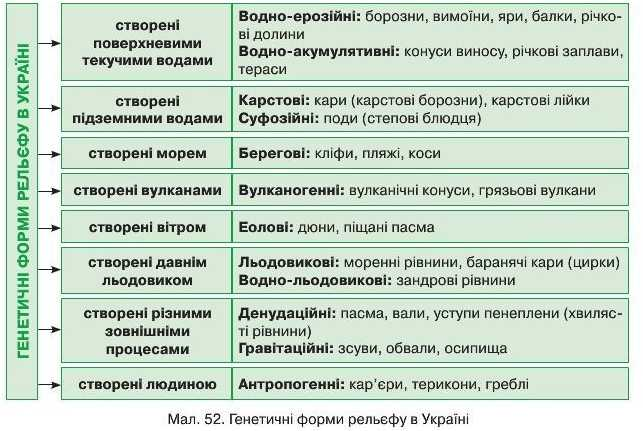 ГЕНЕТИЧНІ ФОРМИ РЕЛЬЄФУ В УКРАЇНІ
створені
поверхневими
текучими водами
Водно-ерозійні: борозни, вимоїни, яри, балки, річко-
ві долини
Водно-акумулятивні: конуси виносу, річкові заплави,
тераси
створені
підземними водами
Карстові: кари (карстові борозни), карстові лійки
Суфозійні: поди (степові блюдця)
створені морем
Берегові: кліфи, пляжі, коси
створені вулканами
Вулканогенні: вулканічні конуси, грязьові вулкани
створені вітром
Еолові: дюни, піщані пасма
створені давнім
льодовиком
Льодовикові: моренні рівнини, баранячі кари (цирки)
Водно-льодовикові: зандрові рівнини
створені різними
зовнішніми
процесами
Денудаційні: пасма, вали, уступи пенеплени (хвиляс-
ті рівнини)
Гравітаційні: зсуви, обвали, осипища
створені людиною
Антропогенні: кар’єри, терикони, греблі
Мал. 52. Генетичні форми рельєфу в Україні